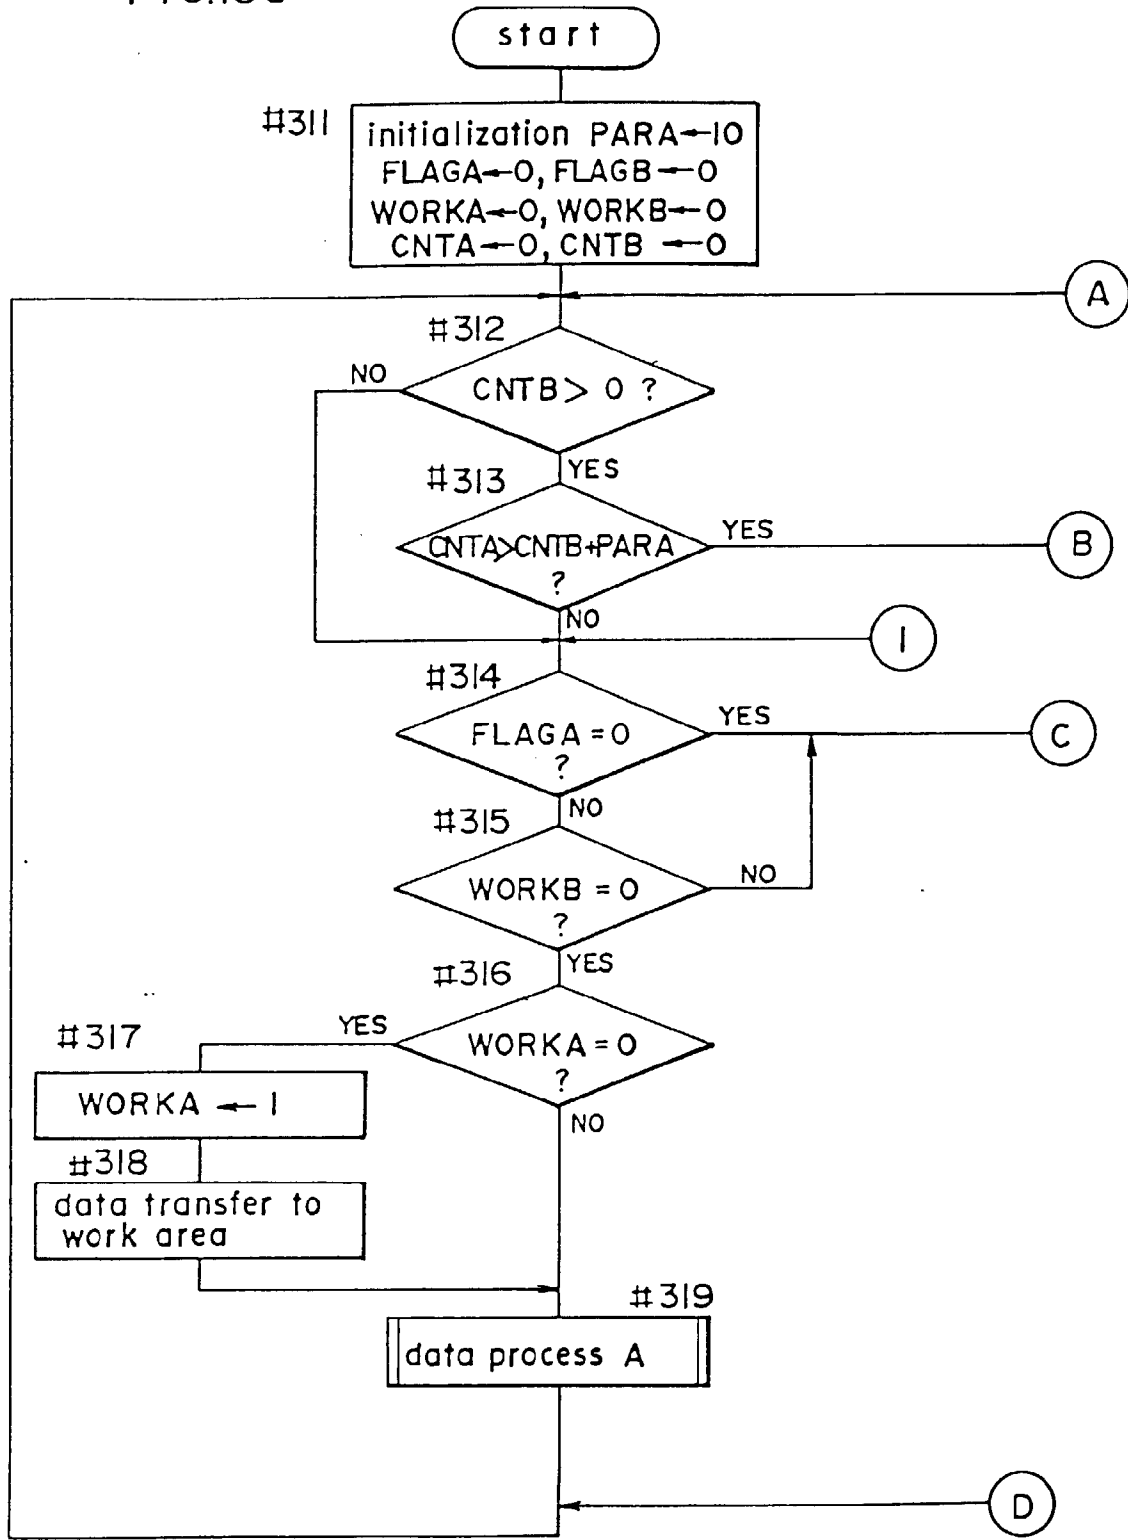 start
#311
initialization PARA←10
FLAGA←0, FLAGB←0
WORKA←0, WORKB←0
CNTA←0, CNTB ←0
A
#312
NO
CNTB> 0 ?
YES
#313
CNTA>CNTB+PARA
?
YES
B
NO
1
#314
FLAGA=0
?
YES
C
NO
#315
WORKB=0
?
NO
YES
#316
YES
WORKA=0
?
NO
#317
WORKA ← 1
#318
data transfer to
work area
#319
data process A
D